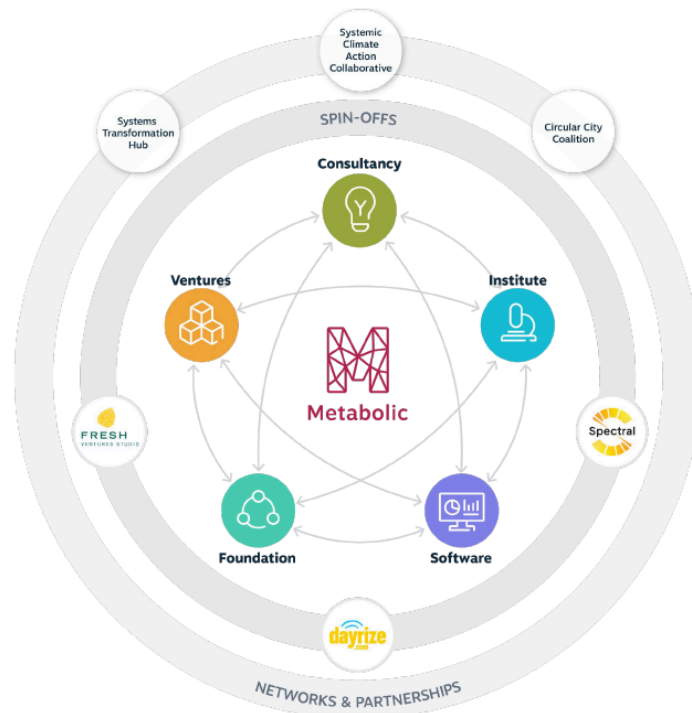 Systemic
Climate
Action
Collaborative
Systems
Transformation
Hub
Circular City
Coalition
SPIN-OFFS
Consultancy
Ventures
Institute
Metabolic
FRESH
VENTURES STUDIO
Spectral
Foundation
Software
dayrize
.com
NETWORKS & PARTNERSHIPS